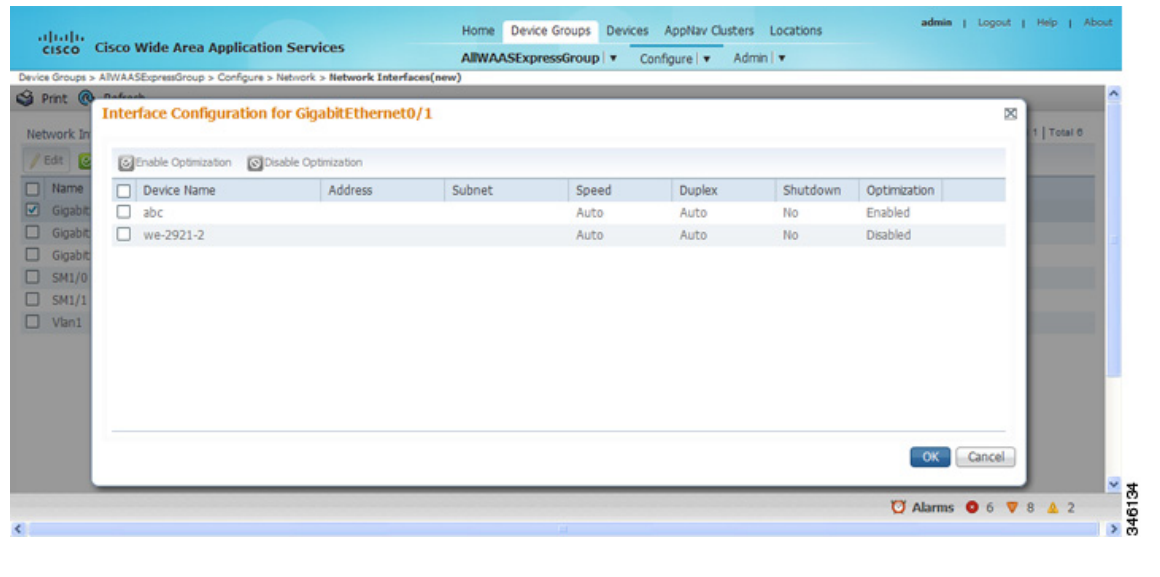 Home Device Groups Devices AppNav Clusters Locations
admin | Logout | Help | About
CISCO Cisco Wide Area Application Services
AllWAASExpressGroup Configure Admin
Device Groups > AllWAASExpressGroup > Configure > Network > Network Interfaces(new)
Print Refresh
Interface Configuration for GigabitEthernet0/1
Network In
1 | Total 6
Edit
Enable Optimization Disable Optimization
Name
Device Name Address Subnet Speed Duplex Shutdown Optimization
Gigabit
abc Auto Auto No Enabled
Gigabit
we-2921-2 Auto Auto No Disabled
Gigabit
SM1/0
SM1/1
Vlan1
OK Cancel
Alarms 6 8 2
346134